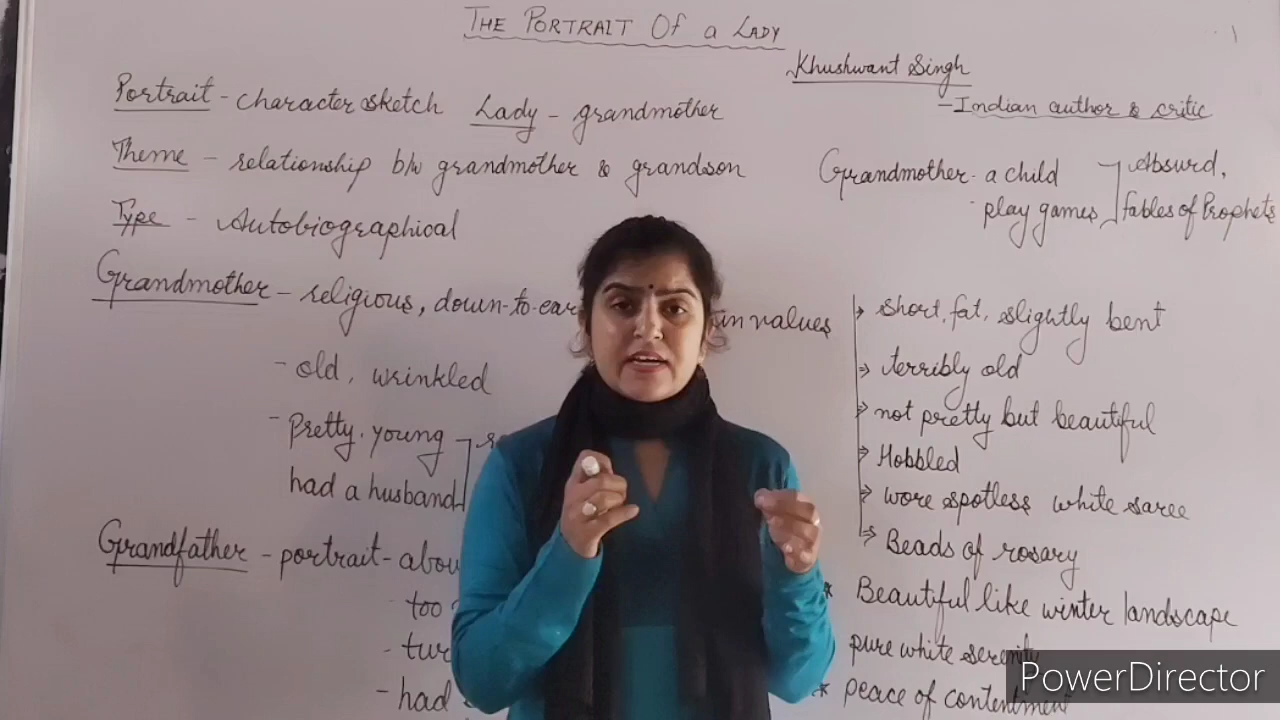 THE PORTRAIT Of a LADY
Khushwant Singh
- Indian author & critic
Portrait - character sketch Lady - grandmother
Theme - relationship b/w grandmother & grandson
Type - Autobiographical
Grandmother - a child
- play games
Absurd,
fables of Prophets
Grandmother - religious, down-to-ear values
- old, wrinkled
- Pretty. young
had a husband
Grandfather - portrait - abou
- too
- tur
- had
→ short, fat, slightly bent
→ terribly old
→ not pretty but beautiful
→ Hobbled
→ wore spotless white saree
→ Beads of rosary
* Beautiful like winter landscape
pure white serenity
* peace of contentment
PowerDirector